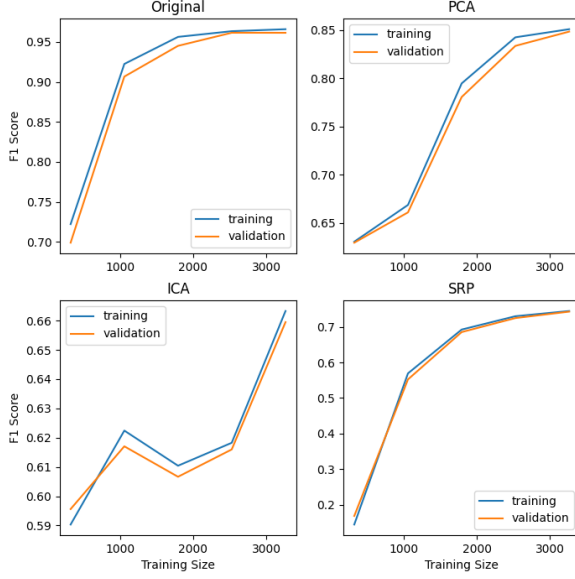 Original
F1 Score
0.95
0.90
0.85
0.80
0.75
0.70
training
validation
1000
2000
3000
PCA
0.85
0.80
0.75
0.70
0.65
training
validation
1000
2000
3000
ICA
F1 Score
0.66
0.65
0.64
0.63
0.62
0.61
0.60
0.59
training
validation
1000
2000
3000
Training Size
SRP
0.7
0.6
0.5
0.4
0.3
0.2
training
validation
1000
2000
3000
Training Size